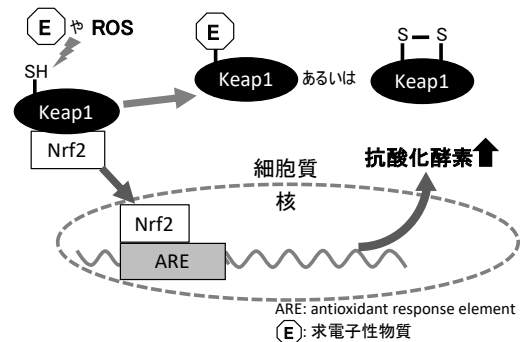 E や ROS
SH
Keap1
Nrf2
E
Keap1
あるいは
S S
Keap1
抗酸化酵素
細胞質
核
Nrf2
ARE
ARE: antioxidant response element
E: 求電子性物質